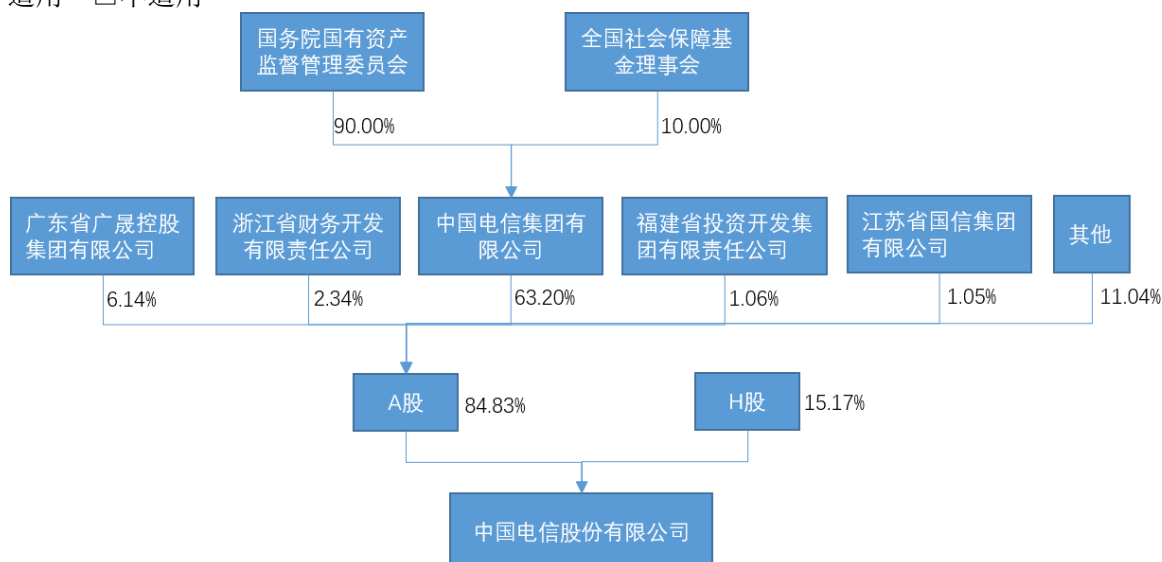 适用 □不适用
国务院国有资产
监督管理委员会
全国社会保障基
金理事会
90.00%
10.00%
广东省广晟控股
集团有限公司
浙江省财务开发
有限责任公司
中国电信集团有
限公司
福建省投资开发集
团有限责任公司
江苏省国信集团
有限公司
其他
6.14%
2.34%
63.20%
1.06%
1.05%
11.04%
A股
84.83%
H股
15.17%
中国电信股份有限公司